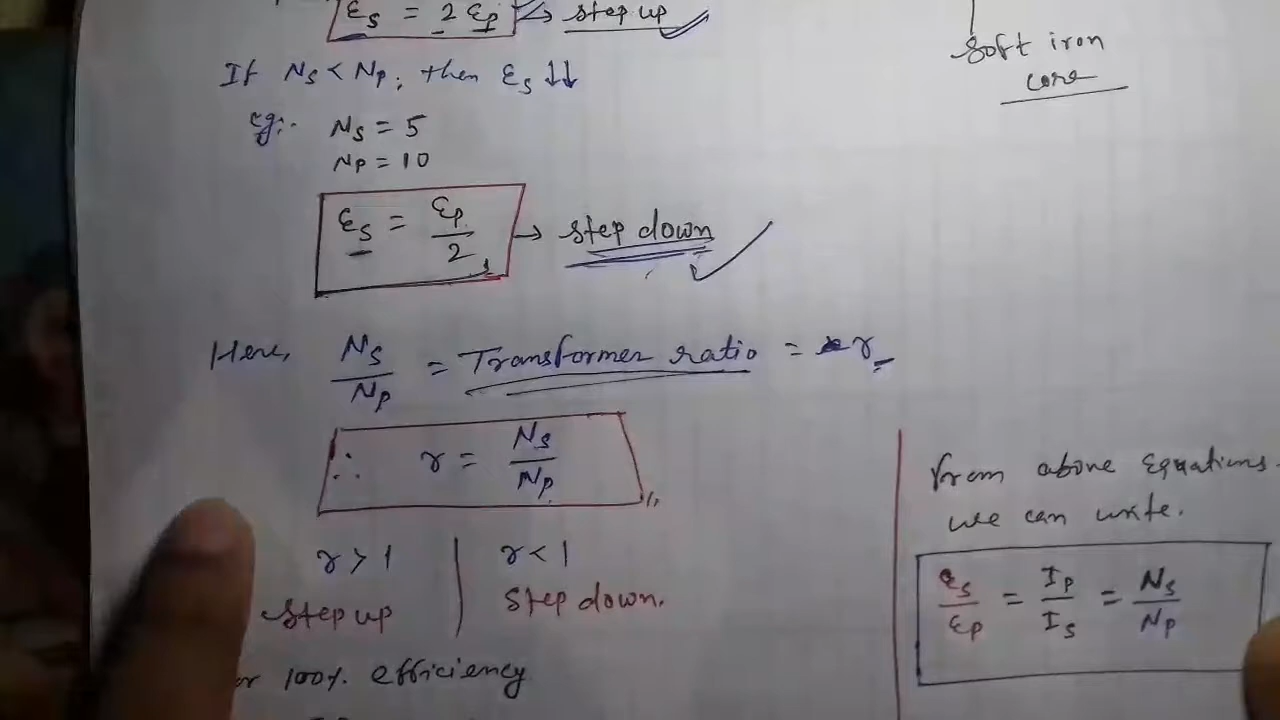 εs = 2 εp → step up
If Ns < Np, then εs ↓↓
eg:- Ns = 5
Np = 10
εs = εp/2 → step down
Here, Ns/Np = Transformer ratio = r
∴ r = Ns/Np
r > 1 | r < 1
step up | step down.
100% efficiency
soft iron
core
from above Equations.
we can write.
es/εp = Ip/Is = Ns/Np